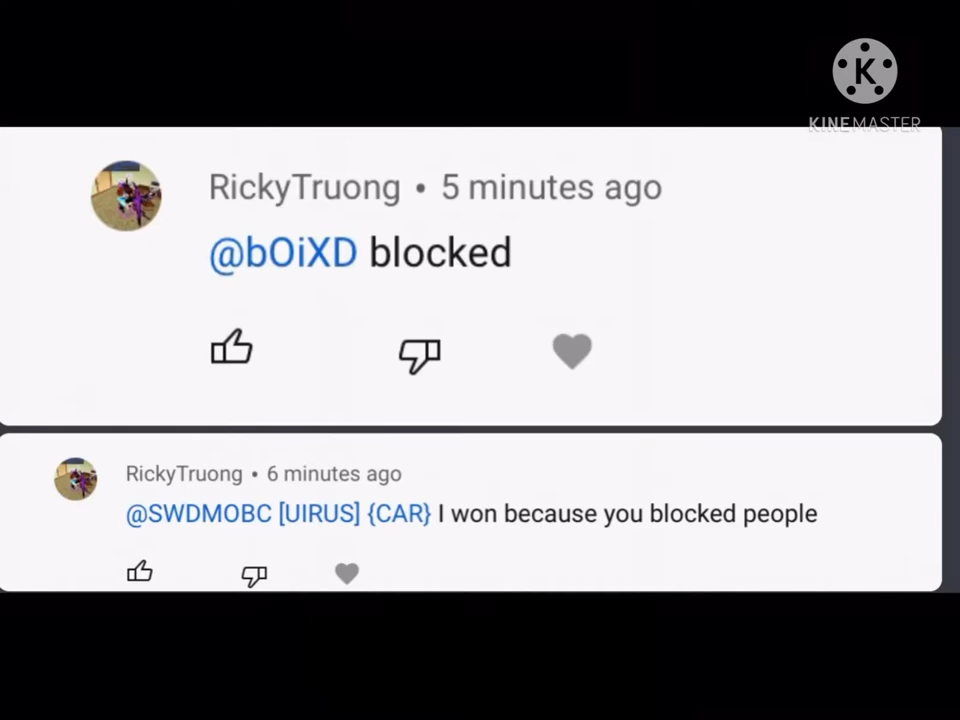 KINEMASTER
RickyTruong • 5 minutes ago
@bOiXD blocked
RickyTruong • 6 minutes ago
@SWDMOBC [UIRUS] {CAR} I won because you blocked people